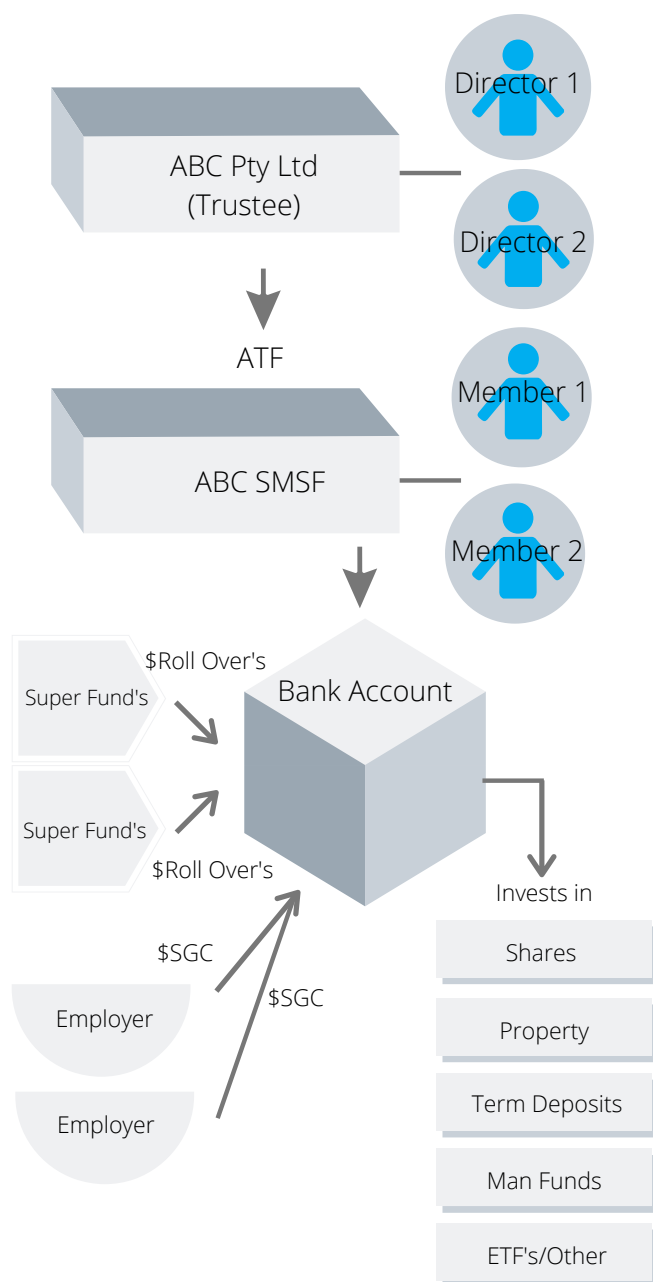 Director 1
ABC Pty Ltd
(Trustee)
Director 2
ATF
Member 1
ABC SMSF
Member 2
$Roll Over's
Super Fund's
Bank Account
Super Fund's
$Roll Over's
Invests in
$SGC
Shares
$SGC
Employer
Property
Term Deposits
Employer
Man Funds
ETF's/Other